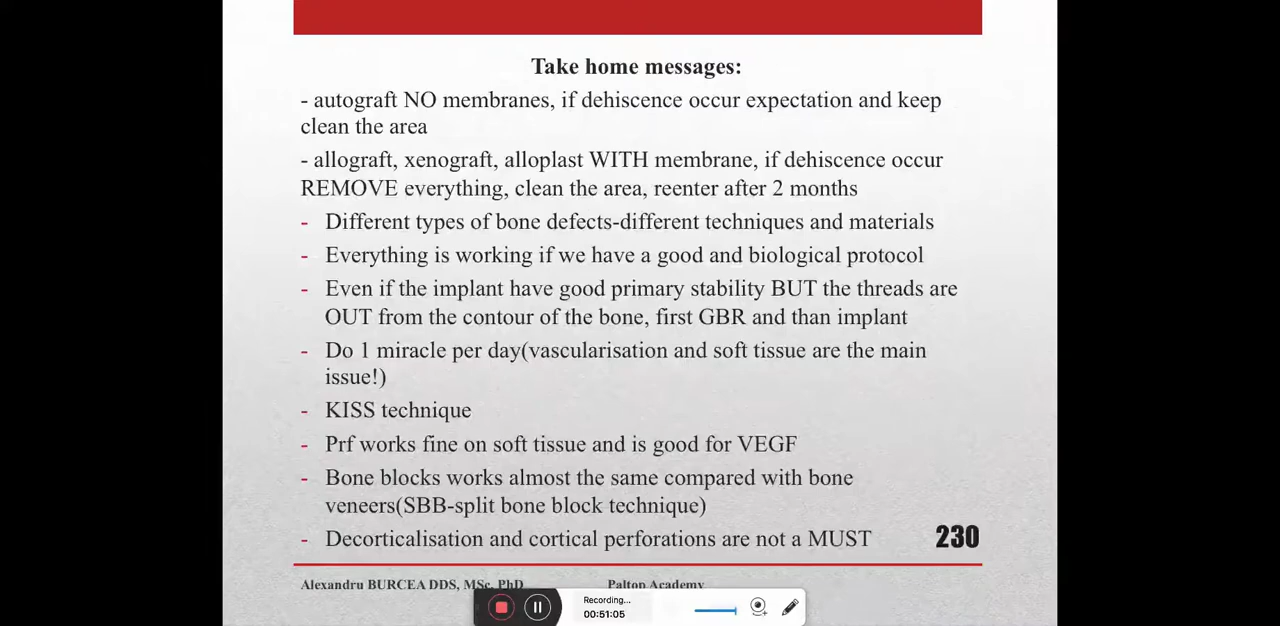 Take home messages:
- autograft NO membranes, if dehiscence occur expectation and keep
clean the area
- allograft, xenograft, alloplast WITH membrane, if dehiscence occur
REMOVE everything, clean the area, reenter after 2 months
- Different types of bone defects-different techniques and materials
- Everything is working if we have a good and biological protocol
- Even if the implant have good primary stability BUT the threads are
OUT from the contour of the bone, first GBR and than implant
- Do 1 miracle per day(vascularisation and soft tissue are the main
issue!)
- KISS technique
- Prf works fine on soft tissue and is good for VEGF
- Bone blocks works almost the same compared with bone
veneers(SBB-split bone block technique)
- Decorticalisation and cortical perforations are not a MUST
230
Alexandru BURCEA DDS, MSc, PhD
Palton Academy
Recording...
00:51:05